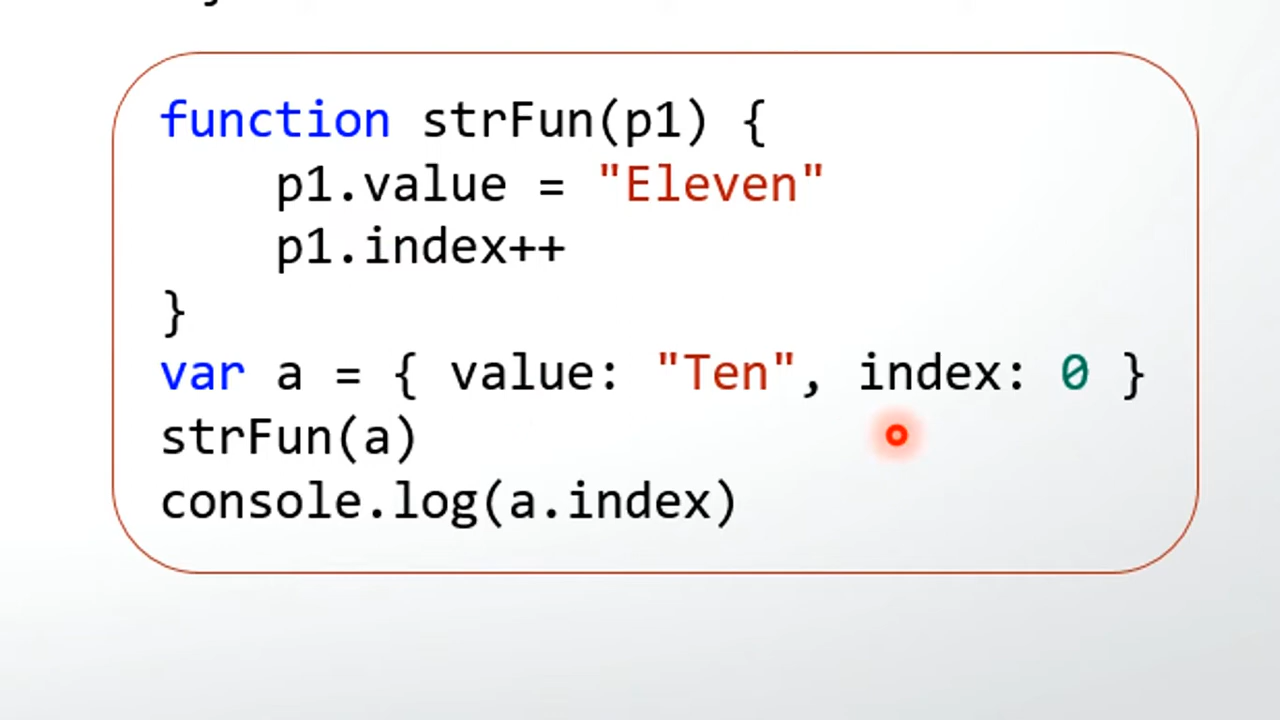 function strFun(p1) {
    p1.value = "Eleven"
    p1.index++
}
var a = { value: "Ten", index: 0 }
strFun(a)
console.log(a.index)